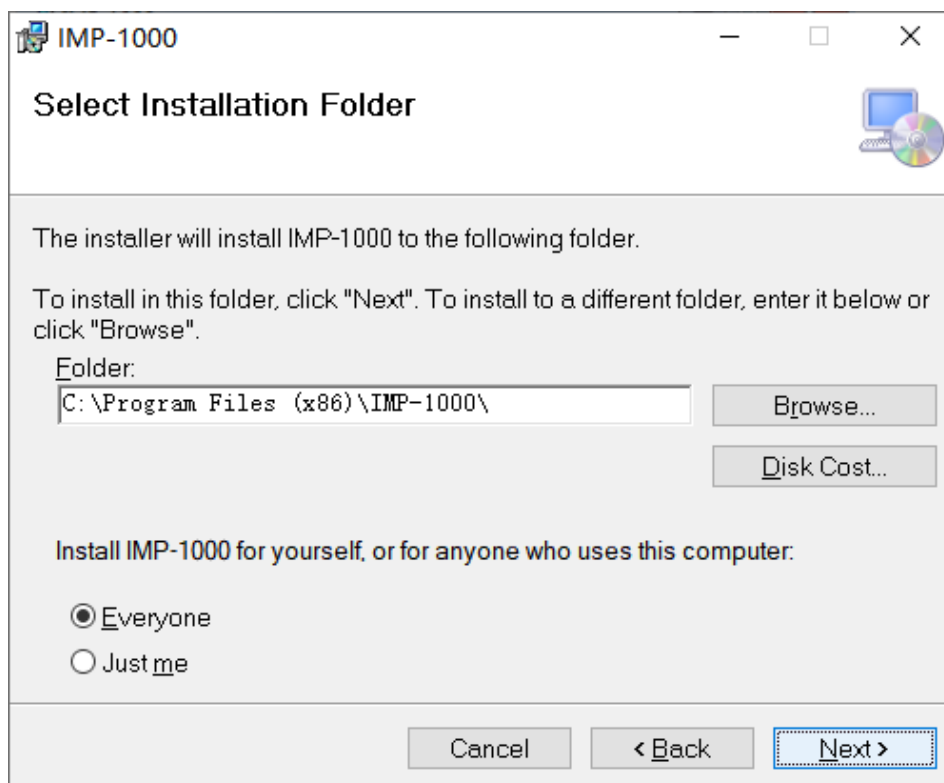 IMP-1000
Select Installation Folder
The installer will install IMP-1000 to the following folder.
To install in this folder, click "Next". To install to a different folder, enter it below or
click "Browse".
Folder:
C:\Program Files (x86)\IMP-1000\
Browse...
Disk Cost...
Install IMP-1000 for yourself, or for anyone who uses this computer:
Everyone
Just me
Cancel
< Back
Next >